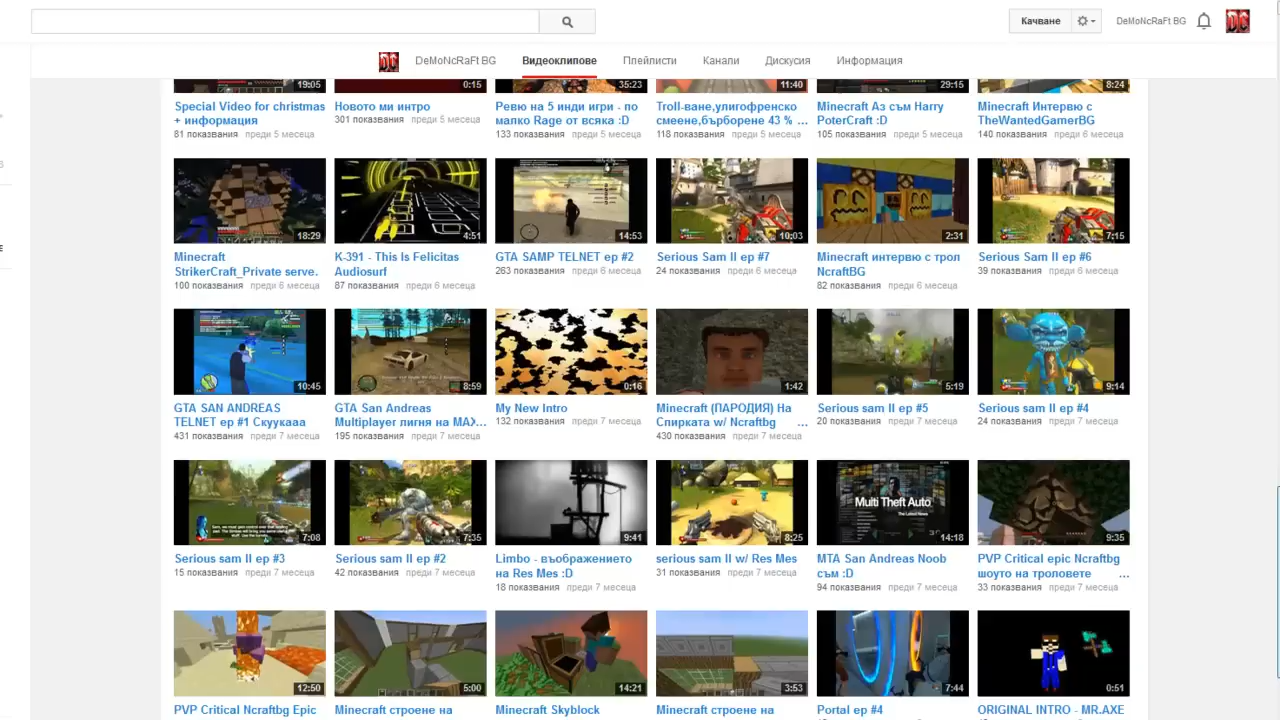 Качване
DeMoNcRaFt BG
DeMoNcRaFt BG Видеоклипове Плейлисти Канали Дискусия Информация
19:05 0:15 35:23 11:40 29:15 8:24
Special Video for christmas
+ информация
81 показвания преди 5 месеца
Новото ми интро
301 показвания преди 5 месеца
Ревю на 5 инди игри - по
малко Rage от всяка :D
133 показвания преди 5 месеца
Troll-ване,улигофренско
смеене,бърборене 43 % ...
118 показвания преди 5 месеца
Minecraft Аз съм Harry
PoterCraft :D
105 показвания преди 5 месеца
Minecraft Интервю с
TheWantedGamerBG
140 показвания преди 6 месеца
18:29 4:51 14:53 10:03 2:31 7:15
Minecraft
StrikerCraft_Private serve.
100 показвания преди 6 месеца
K-391 - This Is Felicitas
Audiosurf
87 показвания преди 6 месеца
GTA SAMP TELNET ep #2
263 показвания преди 6 месеца
Serious Sam II ep #7
24 показвания преди 6 месеца
Minecraft интервю с трол
NcraftBG
82 показвания преди 6 месеца
Serious Sam II ep #6
39 показвания преди 6 месеца
10:45 8:59 0:16 1:42 5:19 9:14
GTA SAN ANDREAS
TELNET ep #1 Скуукааа
431 показвания преди 7 месеца
GTA San Andreas
Multiplayer лигня на MAX...
195 показвания преди 7 месеца
My New Intro
132 показвания преди 7 месеца
Minecraft (ПАРОДИЯ) На
Спирката w/ Ncraftbg ...
430 показвания преди 7 месеца
Serious sam II ep #5
20 показвания преди 7 месеца
Serious sam II ep #4
24 показвания преди 7 месеца
7:08 7:35 9:41 8:25 14:18 9:35
Multi Theft Auto
Serious sam II ep #3
15 показвания преди 7 месеца
Serious sam II ep #2
42 показвания преди 7 месеца
Limbo - въображението
на Res Mes :D
18 показвания преди 7 месеца
serious sam II w/ Res Mes
31 показвания преди 7 месеца
MTA San Andreas Noob
съм :D
94 показвания преди 7 месеца
PVP Critical epic Ncraftbg
шоуто на троловете ...
33 показвания преди 7 месеца
12:50 5:00 14:21 3:53 7:44 0:51
PVP Critical Ncraftbg Epic
Minecraft строене на
Minecraft Skyblock
Minecraft строене на
Portal ep #4
ORIGINAL INTRO - MR.AXE